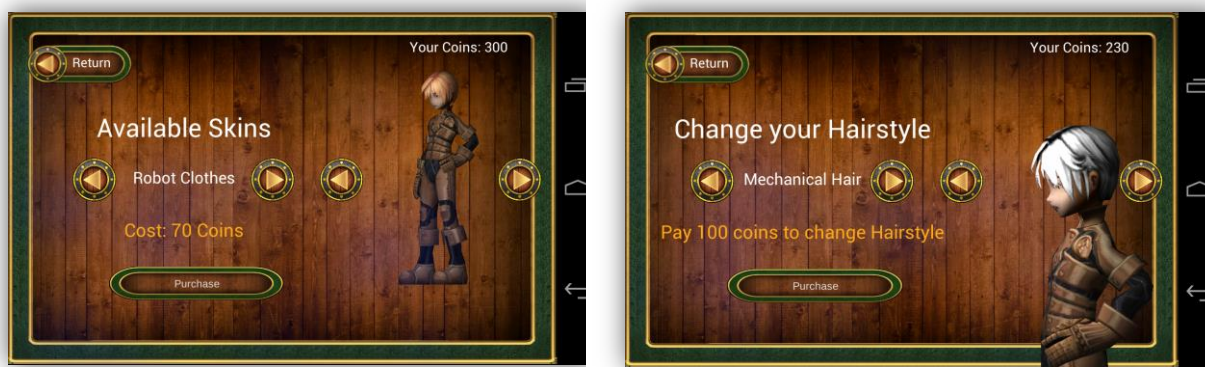 Your Coins: 300
Return
Available Skins
Robot Clothes
Cost: 70 Coins
Purchase
Your Coins: 230
Return
Change your Hairstyle
Mechanical Hair
Pay 100 coins to change Hairstyle
Purchase